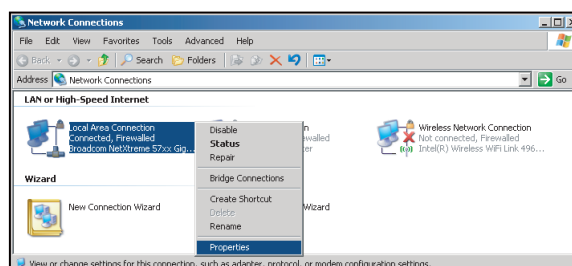 Network Connections
File Edit View Favorites Tools Advanced Help
Back Search Folders
Address Network Connections Go
LAN or High-Speed Internet
Local Area Connection
Connected, Firewalled
Broadcom NetXtreme 57xx Gig...
Wireless Network Connection
Not connected, Firewalled
Intel(R) Wireless WiFi Link 496...
Disable
Status
Repair
Bridge Connections
Create Shortcut
Delete
Rename
Properties
Wizard
New Connection Wizard
Wizard
View or change settings for this connection, such as adapter, protocol, or modem configuration settings.